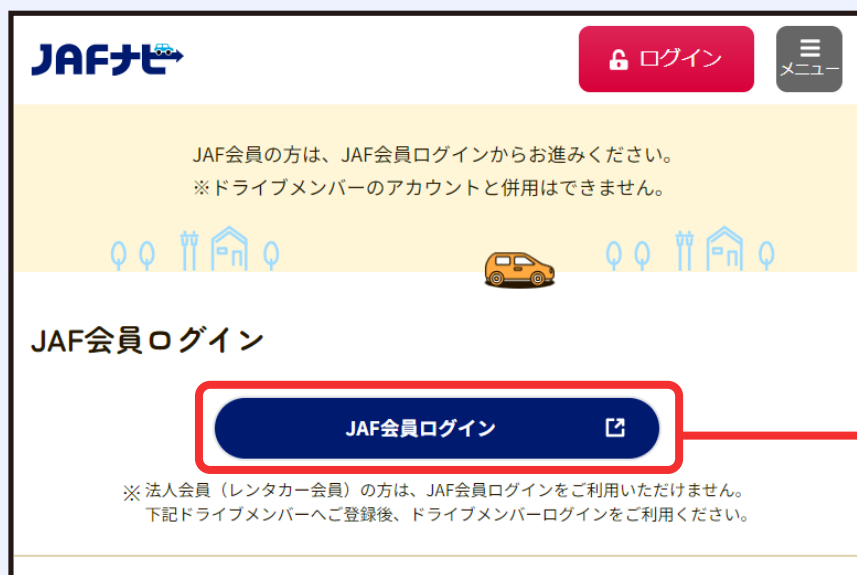 JAFナビ
ログイン
メニュー
JAF会員の方は、JAF会員ログインからお進みください。
※ドライブメンバーのアカウントと併用はできません。
JAF会員ログイン
JAF会員ログイン
※ 法人会員（レンタカー会員）の方は、JAF会員ログインをご利用いただけません。
下記ドライブメンバーへご登録後、ドライブメンバーログインをご利用ください。